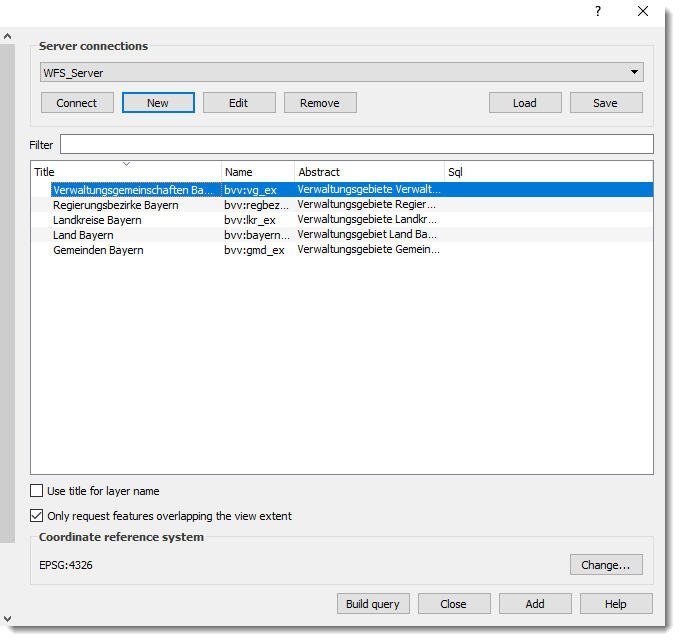 ?
Server connections
WFS_Server
Connect New Edit Remove Load Save
Filter
Title Name Abstract Sql
Verwaltungsgemeinschaften Ba... bvv:vg_ex Verwaltungsgebiete Verwalt...
Regierungsbezirke Bayern bvv:regbez... Verwaltungsgebiete Regier...
Landkreise Bayern bvv:lkr_ex Verwaltungsgebiete Landkr...
Land Bayern bvv:bayern... Verwaltungsgebiet Land Ba...
Gemeinden Bayern bvv:gmd_ex Verwaltungsgebiete Gemein...
Use title for layer name
Only request features overlapping the view extent
Coordinate reference system
EPSG:4326 Change...
Build query Close Add Help